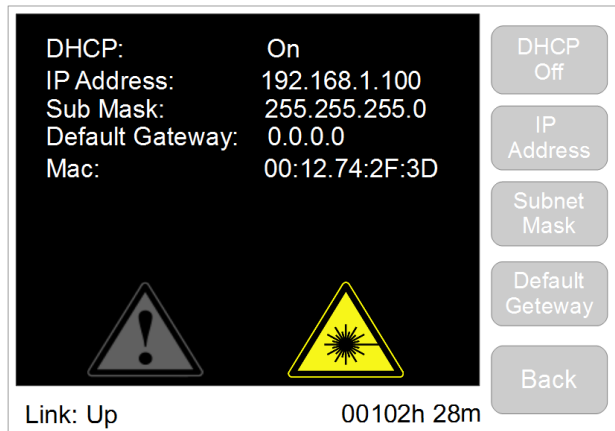 DHCP: On
IP Address: 192.168.1.100
Sub Mask: 255.255.255.0
Default Gateway: 0.0.0.0
Mac: 00:12.74:2F:3D
Link: Up 00102h 28m
DHCP
Off
IP
Address
Subnet
Mask
Default
Geteway
Back